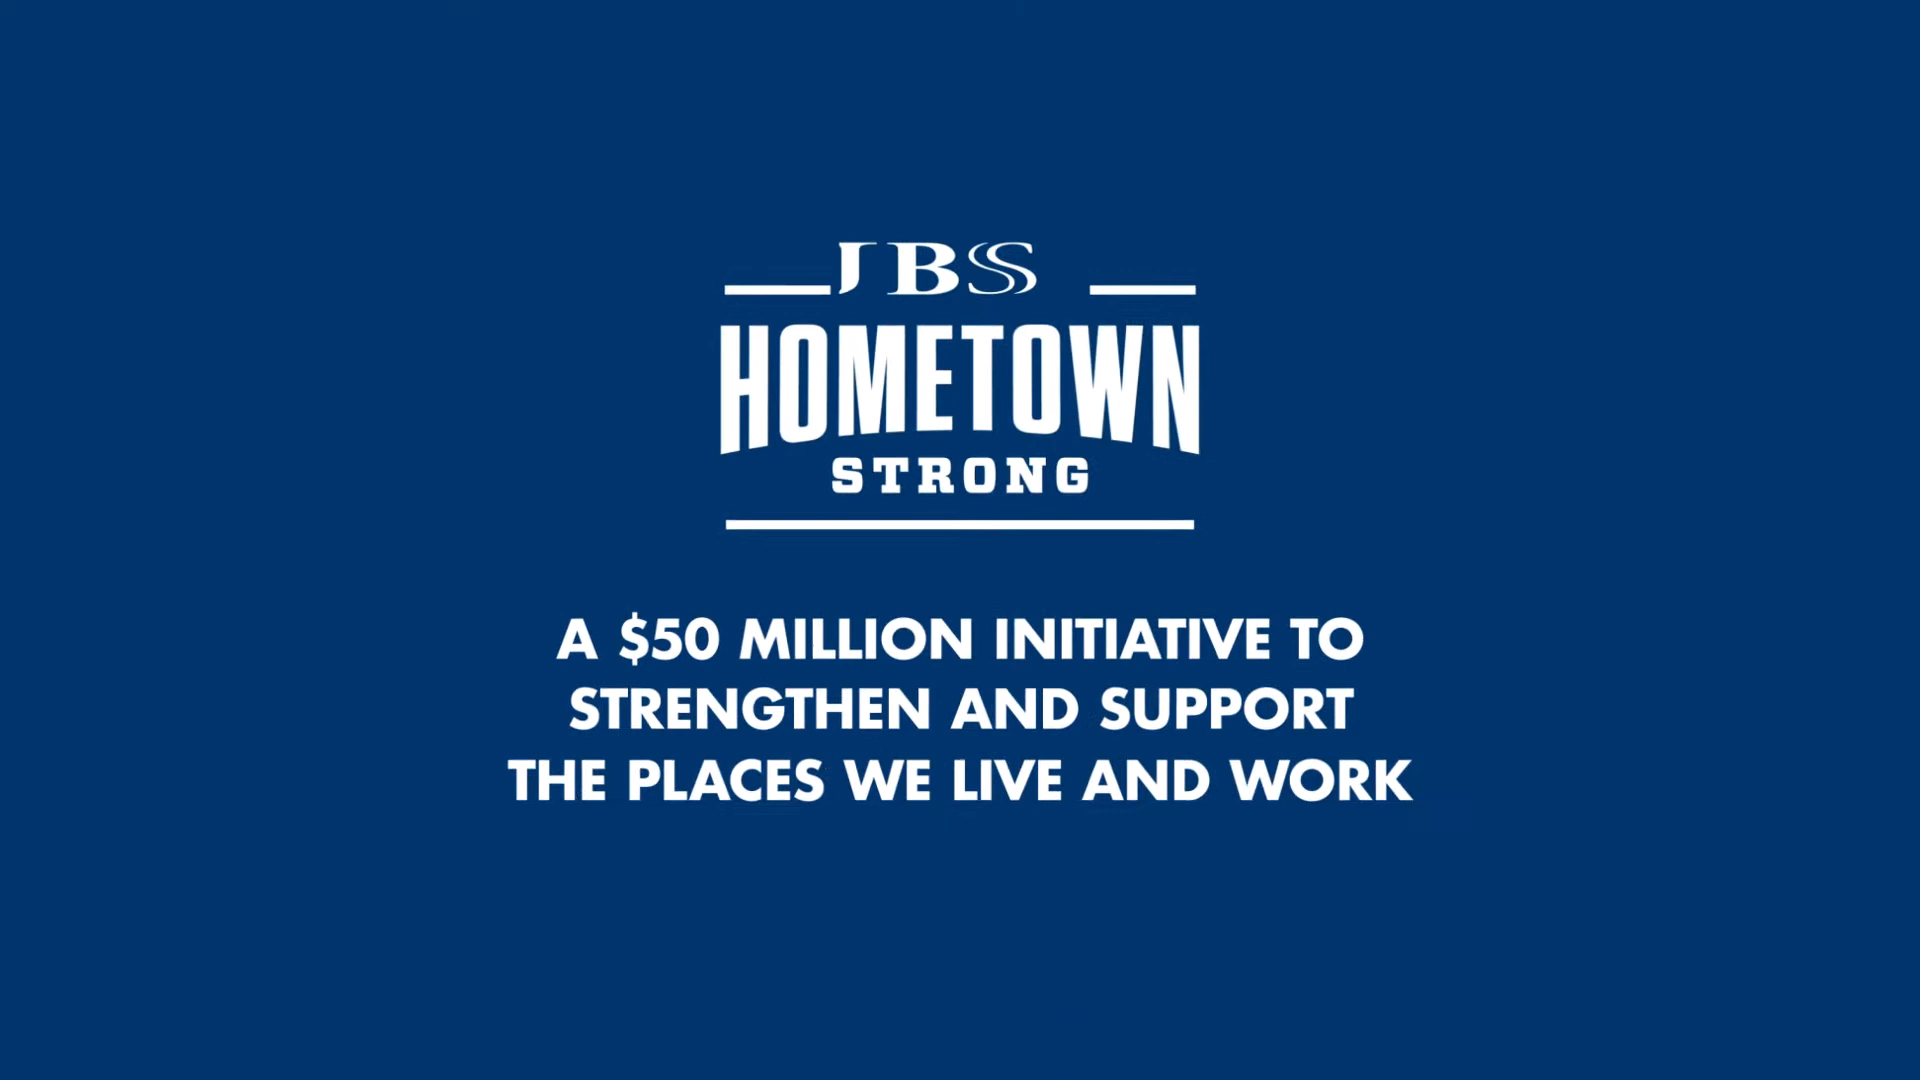 JBS
HOMETOWN
STRONG
A $50 MILLION INITIATIVE TO
STRENGTHEN AND SUPPORT
THE PLACES WE LIVE AND WORK